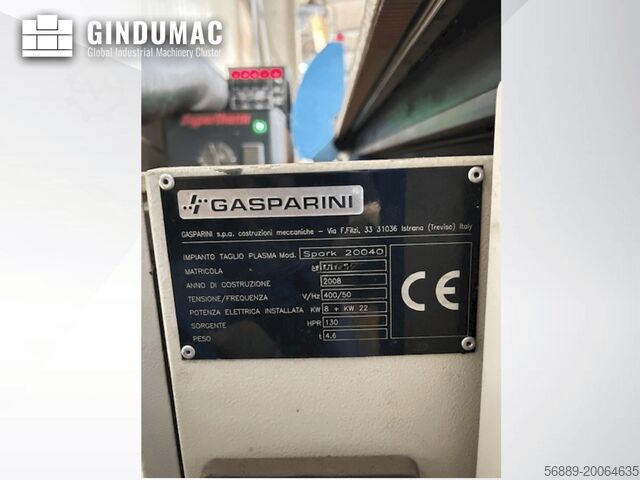 GINDUMAC
Global Industrial Machinery Cluster
Hypertherm
GASPARINI
GASPARINI s.p.a. costruzioni meccaniche – Via F.Filzi, 33 31036 Istrana (Treviso) Italy
IMPIANTO TAGLIO PLASMA Mod. Spark 20040
MATRICOLA
ANNO DI COSTRUZIONE 2008
TENSIONE/FREQUENZA V/Hz 400/50
POTENZA ELETTRICA INSTALLATA KW 8 + KW 22
SORGENTE HPR 130
PESO t 4.6
CE
56889-20064635